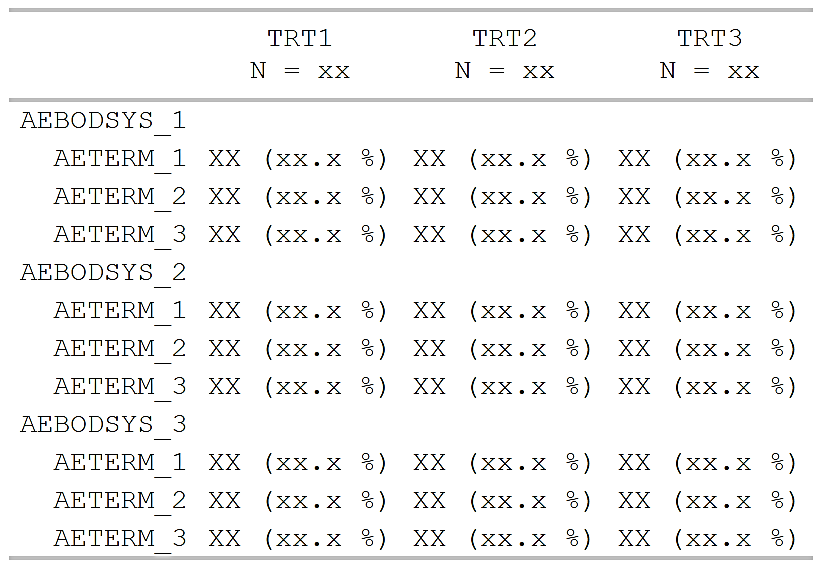 TRT1 TRT2 TRT3
N = xx N = xx N = xx
AEBODSYS_1
AETERM_1 XX (xx.x %) XX (xx.x %) XX (xx.x %)
AETERM_2 XX (xx.x %) XX (xx.x %) XX (xx.x %)
AETERM_3 XX (xx.x %) XX (xx.x %) XX (xx.x %)
AEBODSYS_2
AETERM_1 XX (xx.x %) XX (xx.x %) XX (xx.x %)
AETERM_2 XX (xx.x %) XX (xx.x %) XX (xx.x %)
AETERM_3 XX (xx.x %) XX (xx.x %) XX (xx.x %)
AEBODSYS_3
AETERM_1 XX (xx.x %) XX (xx.x %) XX (xx.x %)
AETERM_2 XX (xx.x %) XX (xx.x %) XX (xx.x %)
AETERM_3 XX (xx.x %) XX (xx.x %) XX (xx.x %)